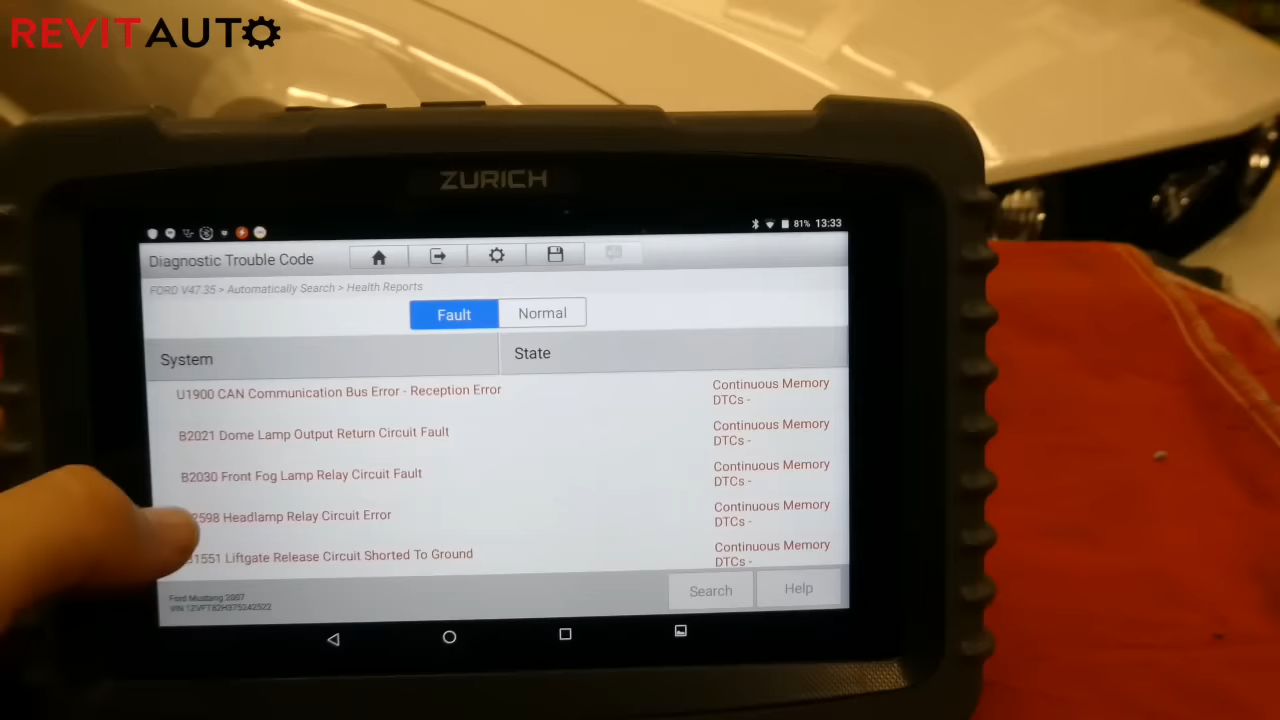 REVITAUTO
ZURICH
81% 13:33
Diagnostic Trouble Code
FORD V47.35 > Automatically Search > Health Reports
Fault Normal
System State
U1900 CAN Communication Bus Error - Reception Error Continuous Memory
DTCs -
B2021 Dome Lamp Output Return Circuit Fault Continuous Memory
DTCs -
B2030 Front Fog Lamp Relay Circuit Fault Continuous Memory
DTCs -
2598 Headlamp Relay Circuit Error Continuous Memory
DTCs -
1551 Liftgate Release Circuit Shorted To Ground Continuous Memory
DTCs -
Search Help
Ford Mustang 2007
VIN